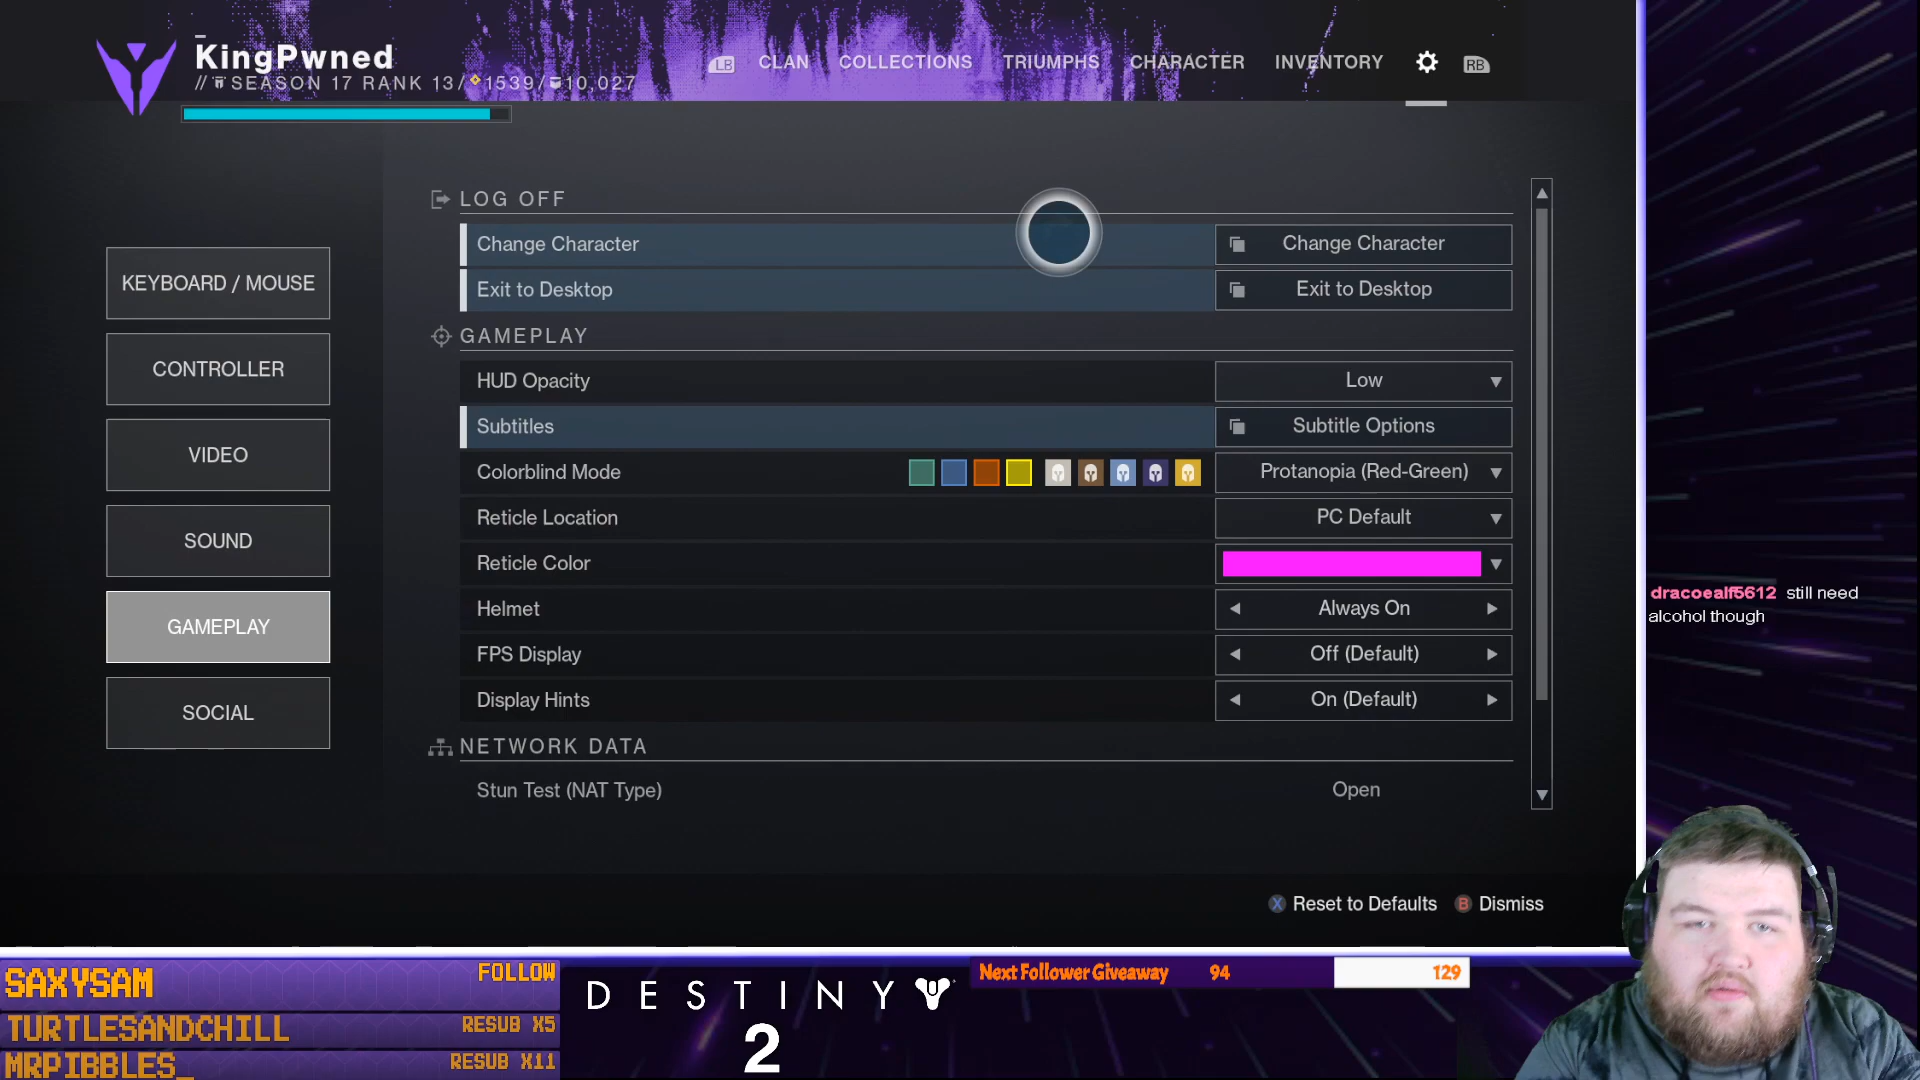 KingPwned
LB CLAN COLLECTIONS TRIUMPHS CHARACTER INVENTORY RB
// SEASON 17 RANK 13/ 1539/ 10,027
LOG OFF
Change Character Change Character
Exit to Desktop Exit to Desktop
GAMEPLAY
HUD Opacity Low
Subtitles Subtitle Options
Colorblind Mode Protanopia (Red-Green)
Reticle Location PC Default
Reticle Color
Helmet Always On
FPS Display Off (Default)
Display Hints On (Default)
NETWORK DATA
Stun Test (NAT Type) Open
KEYBOARD / MOUSE
CONTROLLER
VIDEO
SOUND
GAMEPLAY
SOCIAL
X Reset to Defaults B Dismiss
dracoealf5612 still need
alcohol though
SAXYSAM FOLLOW
TURTLESANDCHILL RESUB X5
MRPIBBLES_ RESUB X11
DESTINY
2
Next Follower Giveaway 94 129